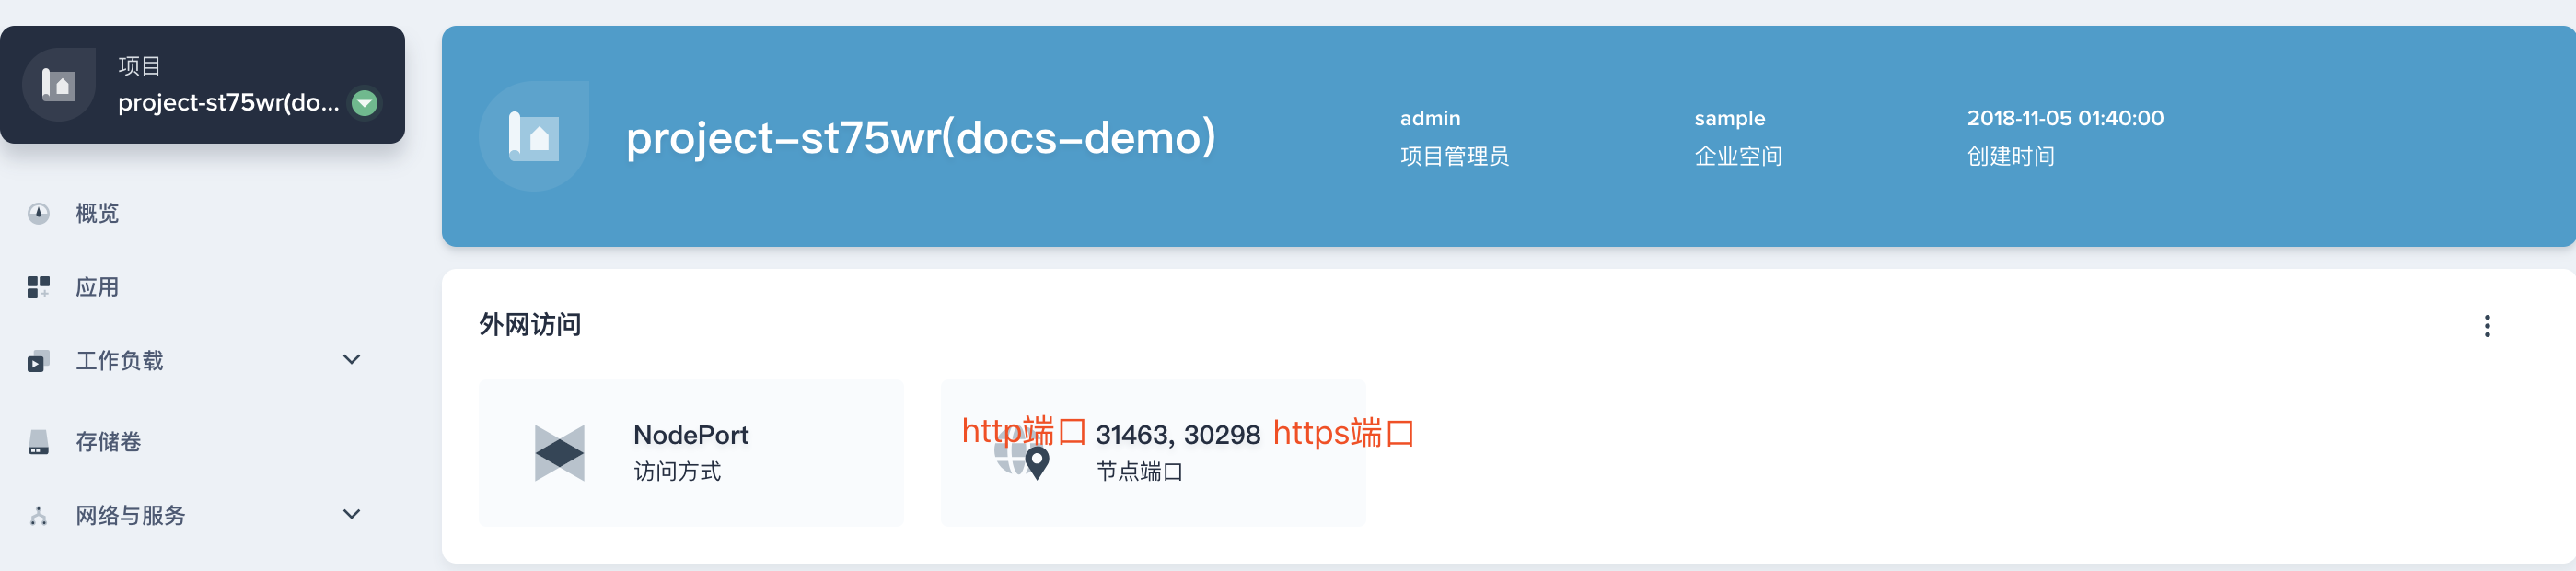 项目
project-st75wr(do...
概览
应用
工作负载
存储卷
网络与服务
project-st75wr(docs-demo)
admin
项目管理员
sample
企业空间
2018-11-05 01:40:00
创建时间
外网访问
NodePort
访问方式
http端口 31463, 30298 https端口
节点端口